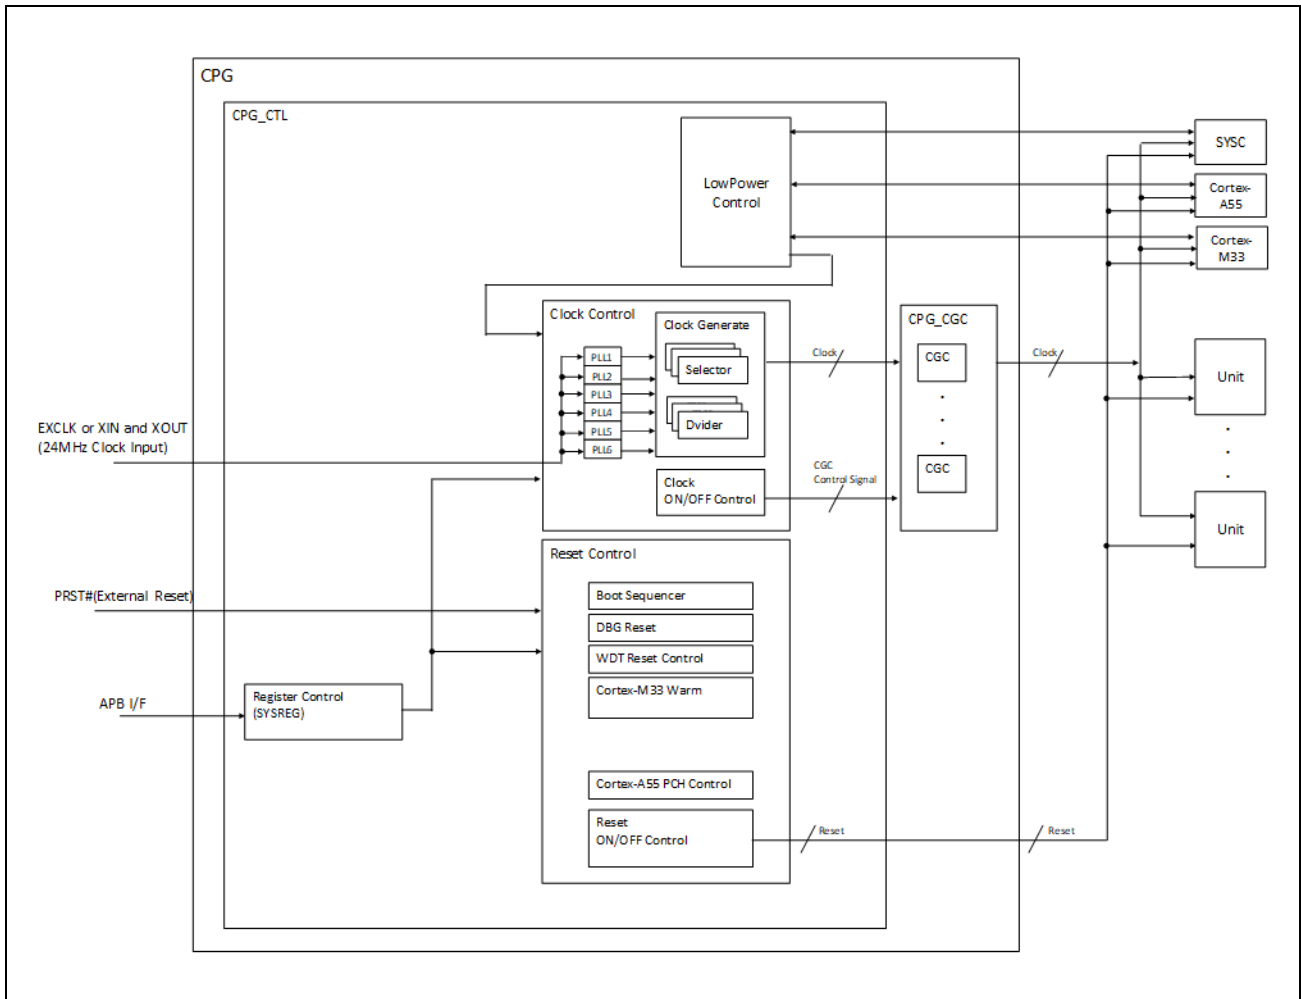 CPG
CPG_CTL
LowPower
Control
SYSC
Cortex-
A55
Cortex-
M33
Clock Control
Clock Generate
PLL1
PLL2
PLL3
PLL4
PLL5
PLL6
Selector
Dvider
Clock
ON/OFF Control
Clock
CGC
Control Signal
CPG_CGC
CGC
.
.
.
CGC
Clock
Unit
.
.
.
Unit
EXCLK or XIN and XOUT
(24MHz Clock Input)
PRST#(External Reset)
APB I/F
Register Control
(SYSREG)
Reset Control
Boot Sequencer
DBG Reset
WDT Reset Control
Cortex-M33 Warm
Cortex-A55 PCH Control
Reset
ON/OFF Control
Reset
Reset